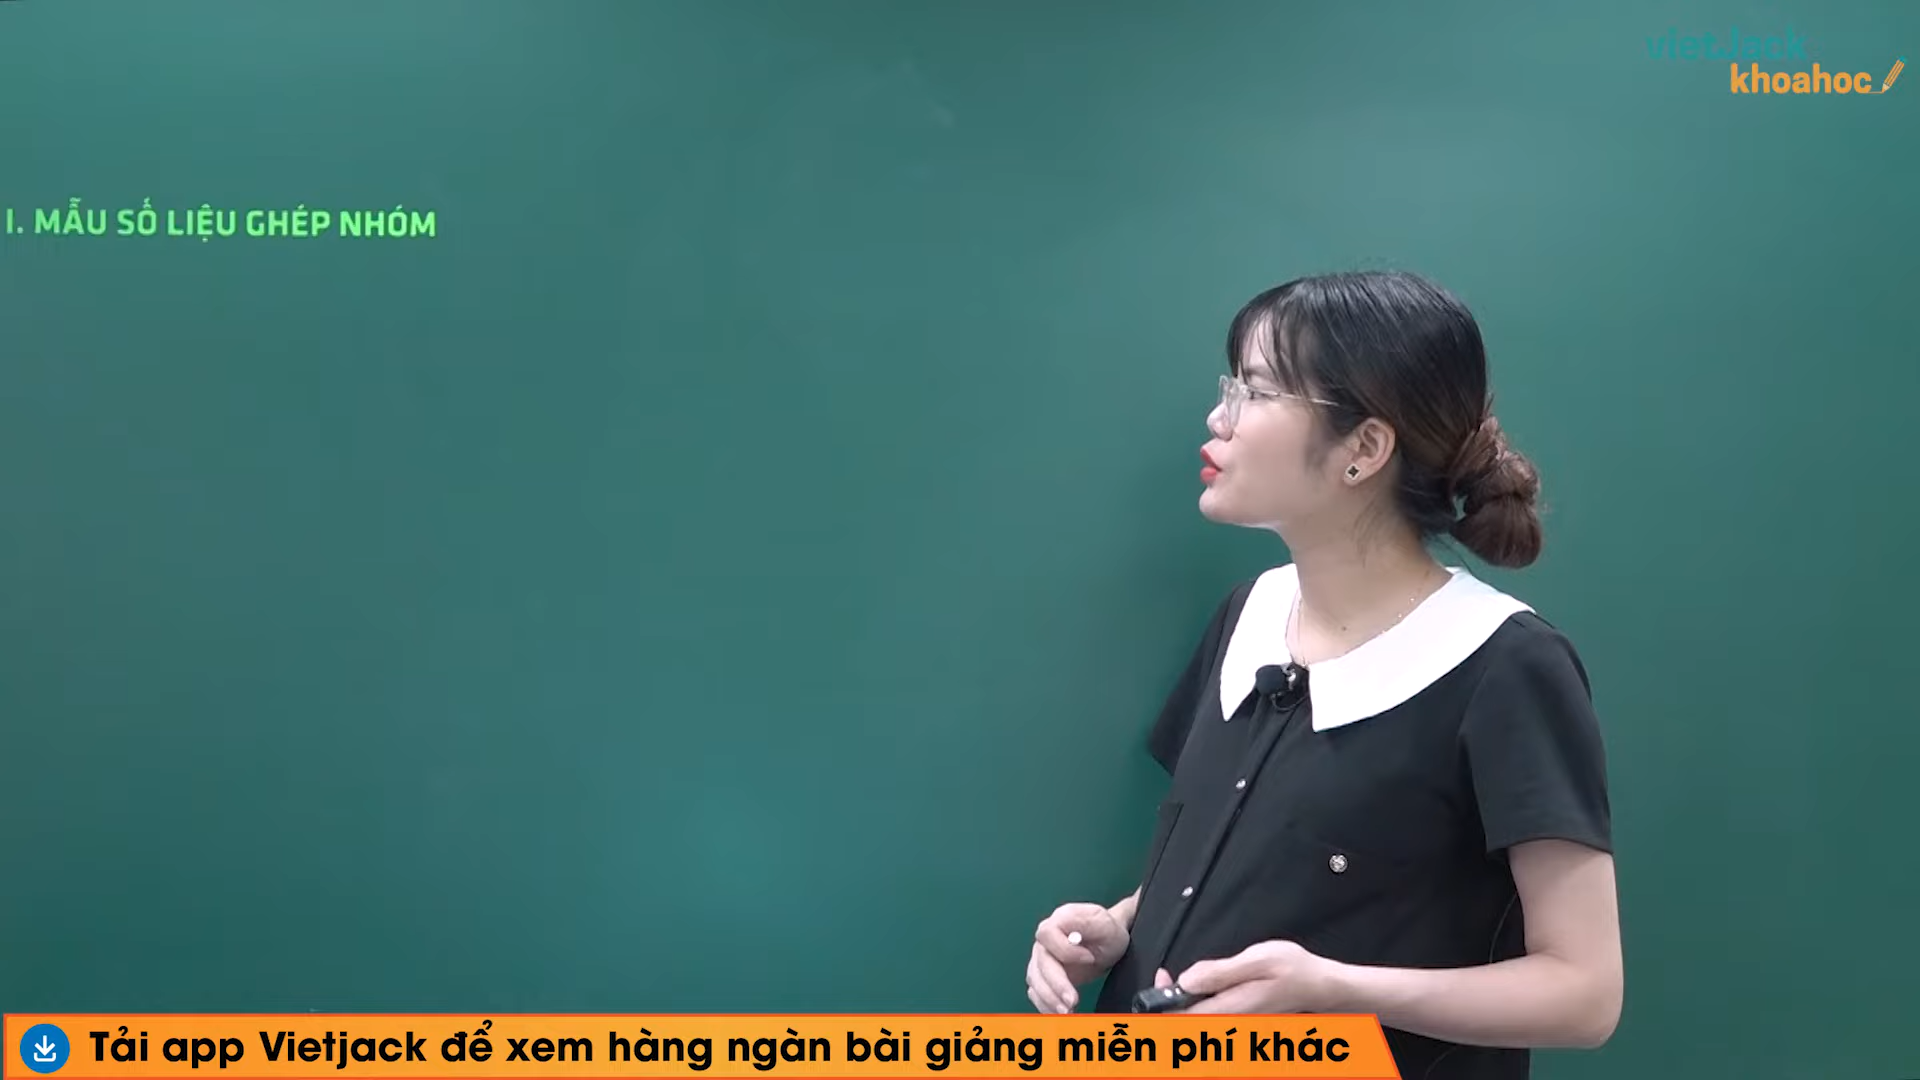 vietJack
khoahoc
I. MẪU SỐ LIỆU GHÉP NHÓM
Tải app Vietjack để xem hàng ngàn bài giảng miễn phí khác